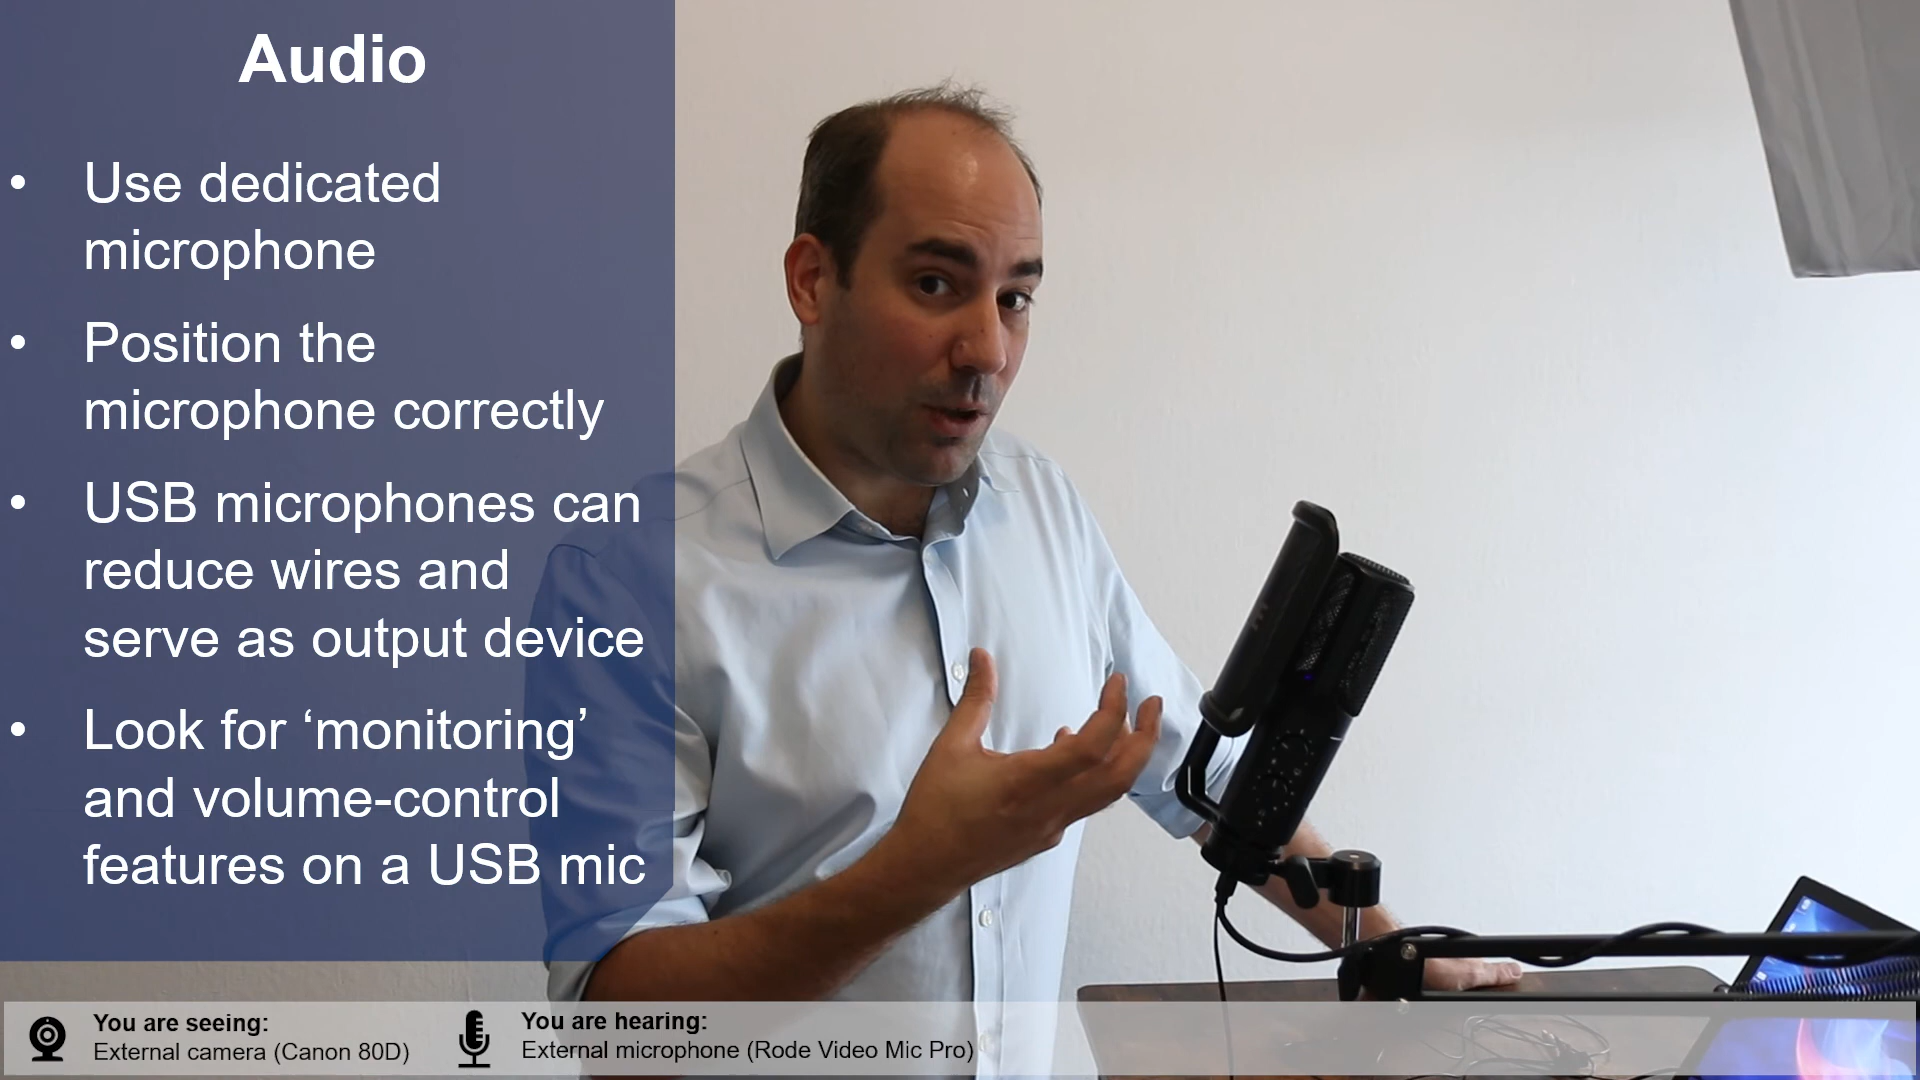 Audio
• Use dedicated
microphone
• Position the
microphone correctly
• USB microphones can
reduce wires and
serve as output device
• Look for ‘monitoring’
and volume-control
features on a USB mic
You are seeing:
External camera (Canon 80D)
You are hearing:
External microphone (Rode Video Mic Pro)